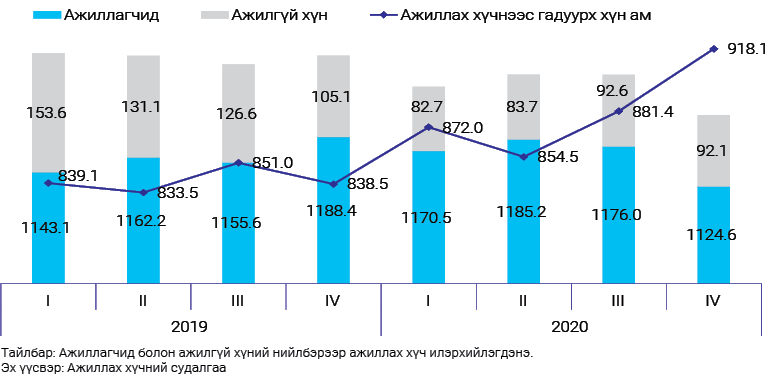 Ажиллагчид Ажилгүй хүн Ажиллах хүчнээс гадуурх хүн ам
918.1
153.6 131.1 126.6 105.1 82.7 83.7 92.6 92.1
839.1 833.5 851.0 838.5 872.0 854.5 881.4
1143.1 1162.2 1155.6 1188.4 1170.5 1185.2 1176.0 1124.6
I II III IV I II III IV
2019 2020
Тайлбар: Ажиллагчид болон ажилгүй хүний нийлбэрээр ажиллах хүч илэрхийлэгдэнэ.
Эх үүсвэр: Ажиллах хүчний судалгаа